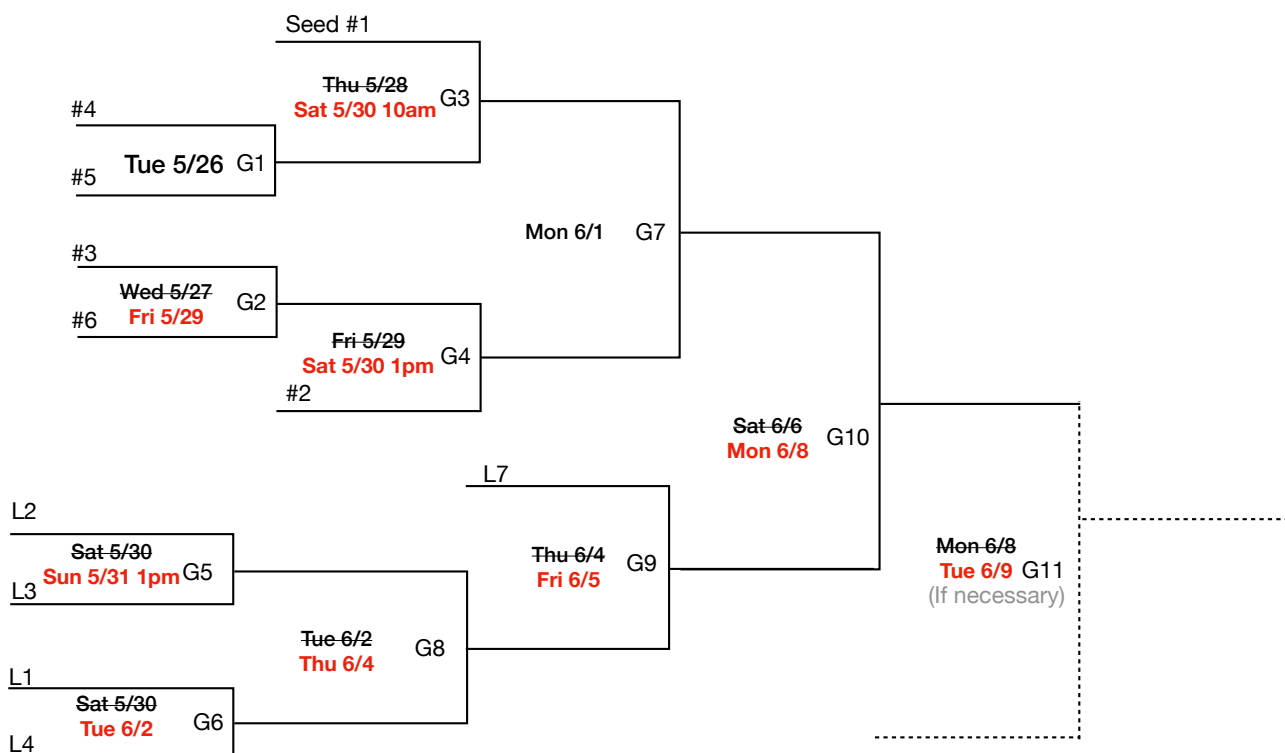 Seed #1
Thu 5/28
Sat 5/30 10am
G3
#4
Tue 5/26 G1
#5
Mon 6/1 G7
#3
Wed 5/27
Fri 5/29
G2
#6
Fri 5/29
Sat 5/30 1pm
G4
#2
Sat 6/6
Mon 6/8
G10
L7
L2
Sat 5/30
Sun 5/31 1pm
G5
L3
Thu 6/4
Fri 6/5
G9
Mon 6/8
Tue 6/9 G11
(If necessary)
Tue 6/2
Thu 6/4
G8
L1
Sat 5/30
Tue 6/2
G6
L4